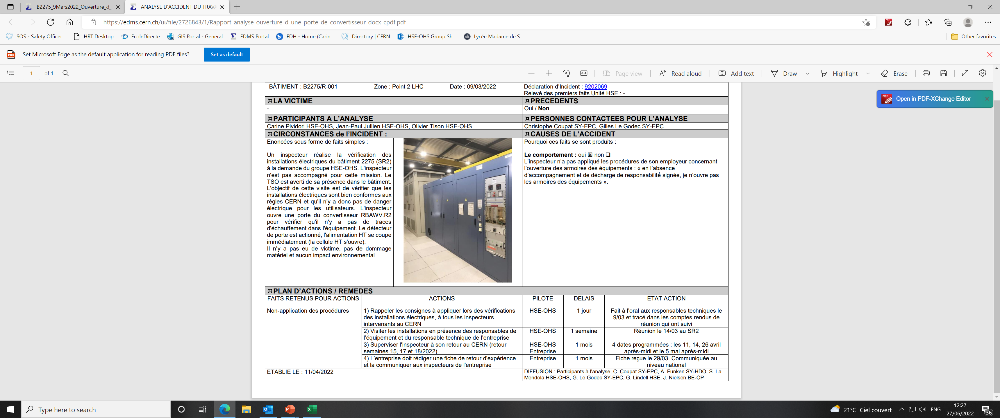 B2275_9Mars2022_Ouverture_d_
ANALYSE D'ACCIDENT DU TRAVA
https://edms.cern.ch/ui/file/2726843/1/Rapport_analyse_ouverture_d_une_porte_de_convertisseur_docx_cpdf.pdf
SOS - Safety Officer...
HRT Desktop
EcoleDirecte
GIS Portal - General
EDMS Portal
EDH - Home (Carin...
Directory | CERN
HSE-OHS Group Sh...
Lycée Madame de S...
Other favorites
Set Microsoft Edge as the default application for reading PDF files?
Set as default
1 of 1
Page view
Read aloud
Add text
Draw
Highlight
Erase
Open in PDF-XChange Editor
BÂTIMENT : B2275/R-001
Zone : Point 2 LHC
Date : 09/03/2022
Déclaration d'Incident : 9202069
Relevé des premiers faits Unité HSE : -
¤LA VICTIME
¤PRECEDENTS
-
Oui / Non
¤PARTICIPANTS A L'ANALYSE
¤PERSONNES CONTACTEES POUR L'ANALYSE
Carine Pividori HSE-OHS, Jean-Paul Jullien HSE-OHS, Olivier Tison HSE-OHS
Christophe Coupat SY-EPC, Gilles Le Godec SY-EPC
¤CIRCONSTANCES de l'INCIDENT :
¤CAUSES DE L'ACCIDENT
Enoncées sous forme de faits simples :
Un inspecteur réalise la vérification des
installations électriques du bâtiment 2275 (SR2)
à la demande du groupe HSE-OHS. L'inspecteur
n'est pas accompagné pour cette mission. Le
TSO est averti de sa présence dans le bâtiment.
L'objectif de cette visite est de vérifier que les
installations électriques sont bien conformes aux
règles CERN et qu'il n'y a donc pas de danger
électrique pour les utilisateurs. L'inspecteur
ouvre une porte du convertisseur RBAWV.R2
pour vérifier qu'il n'y a pas de traces
d'échauffement dans l'équipement. Le détecteur
de porte est actionné, l'alimentation HT se coupe
immédiatement (la cellule HT s'ouvre).
Il n'y a pas eu de victime, pas de dommage
matériel et aucun impact environnemental
Pourquoi ces faits se sont produits :
Le comportement : oui ☒ non ❑
L'inspecteur n'a pas appliqué les procédures de son employeur concernant
l'ouverture des armoires des équipements : « en l'absence
d'accompagnement et de décharge de responsabilité signée, je n'ouvre pas
les armoires des équipements ».
¤PLAN D'ACTIONS / REMEDES
FAITS RETENUS POUR ACTIONS
ACTIONS
PILOTE
DELAIS
ETAT ACTION
Non-application des procédures
1) Rappeler les consignes à appliquer lors des vérifications
des installations électriques, à tous les inspecteurs
intervenants au CERN
HSE-OHS
1 jour
Fait à l'oral aux responsables techniques le
9/03 et tracé dans les comptes rendus de
réunion qui ont suivi
2) Visiter les installations en présence des responsables de
l'équipement et du responsable technique de l'entreprise
HSE-OHS
1 semaine
Réunion le 14/03 au SR2
3) Superviser l'inspecteur à son retour au CERN (retour
semaines 15, 17 et 18/2022)
HSE-OHS
Entreprise
1 mois
4 dates programmées : les 11, 14, 26 avril
après-midi et le 5 mai après-midi
4) L'entreprise doit rédiger une fiche de retour d'expérience
et la communiquer aux inspecteurs de l'entreprise
Entreprise
1 mois
Fiche reçue le 29/03. Communiquée au
niveau national
ETABLIE LE : 11/04/2022
DIFFUSION : Participants à l'analyse, C. Coupat SY-EPC, A. Funken SY-HDO, S. La
Mendola HSE-OHS, G. Le Godec SY-EPC, G. Lindell HSE, J. Nielsen BE-OP
Type here to search
21°C Ciel couvert
ENG
12:27
27/06/2022
36